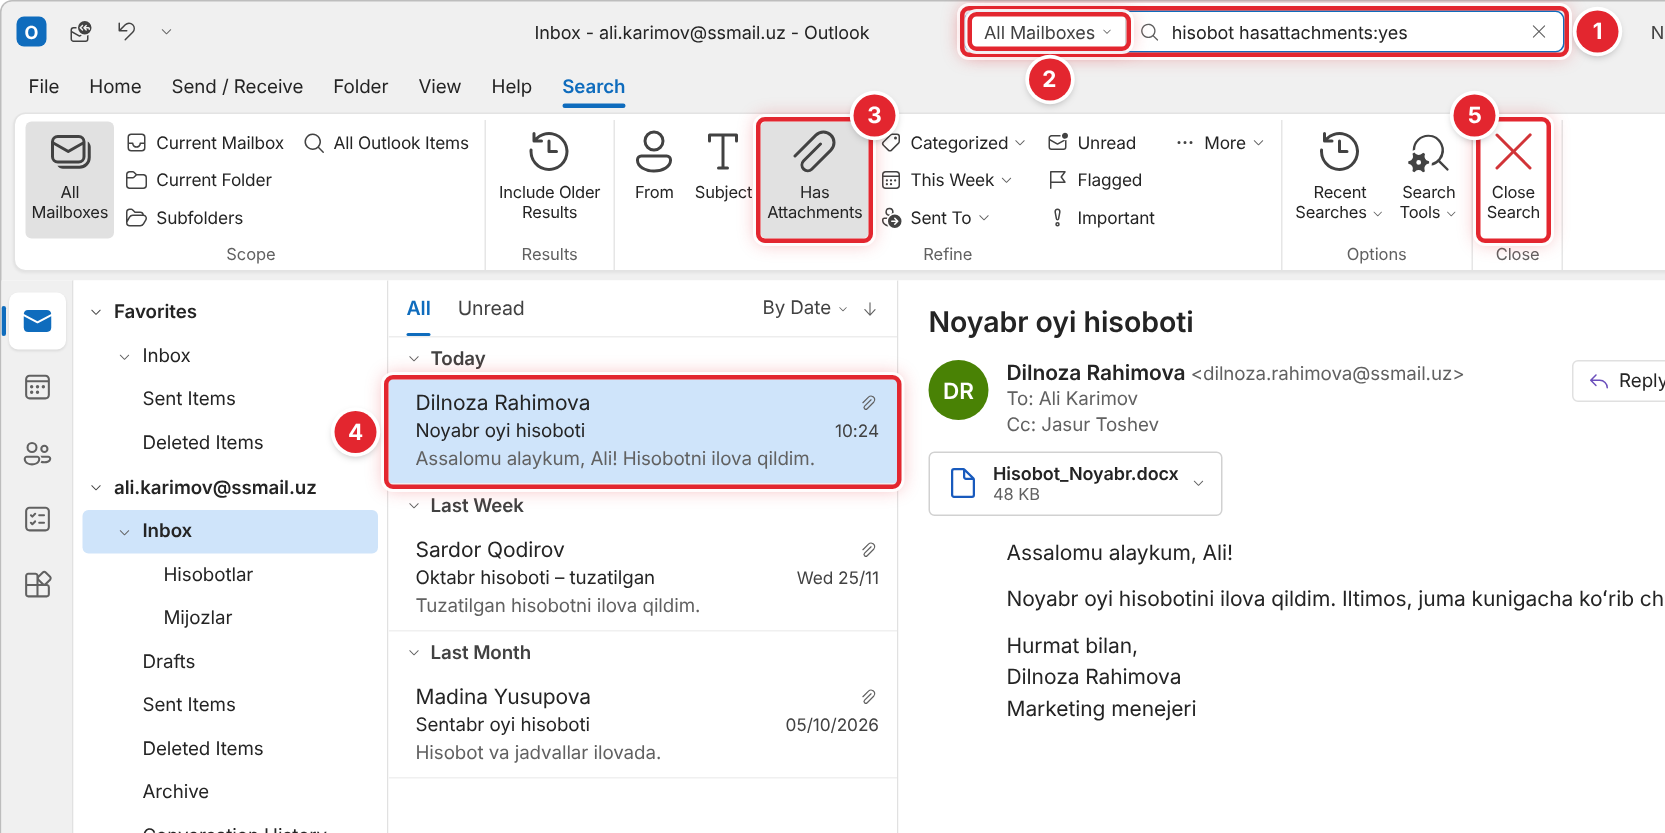 Inbox - ali.karimov@ssmail.uz - Outlook
All Mailboxes
hisobot hasattachments:yes
1
N
2
File Home Send / Receive Folder View Help Search
3
5
All Mailboxes
Current Mailbox
All Outlook Items
Current Folder
Subfolders
Scope
Include Older Results
Results
From
Subject
Has Attachments
Categorized
This Week
Sent To
Unread
Flagged
Important
More
Refine
Recent Searches
Search Tools
Options
Close Search
Close
Favorites
Inbox
Sent Items
Deleted Items
ali.karimov@ssmail.uz
Inbox
Hisobotlar
Mijozlar
Drafts
Sent Items
Deleted Items
Archive
Conversation History
All Unread By Date
Today
4
Dilnoza Rahimova
Noyabr oyi hisoboti 10:24
Assalomu alaykum, Ali! Hisobotni ilova qildim.
Last Week
Sardor Qodirov
Oktabr hisoboti – tuzatilgan Wed 25/11
Tuzatilgan hisobotni ilova qildim.
Last Month
Madina Yusupova
Sentabr oyi hisoboti 05/10/2026
Hisobot va jadvallar ilovada.
Noyabr oyi hisoboti
DR
Dilnoza Rahimova <dilnoza.rahimova@ssmail.uz>
To: Ali Karimov
Cc: Jasur Toshev
Reply
Hisobot_Noyabr.docx
48 KB
Assalomu alaykum, Ali!
Noyabr oyi hisobotini ilova qildim. Iltimos, juma kunigacha koʻrib ch
Hurmat bilan,
Dilnoza Rahimova
Marketing menejeri